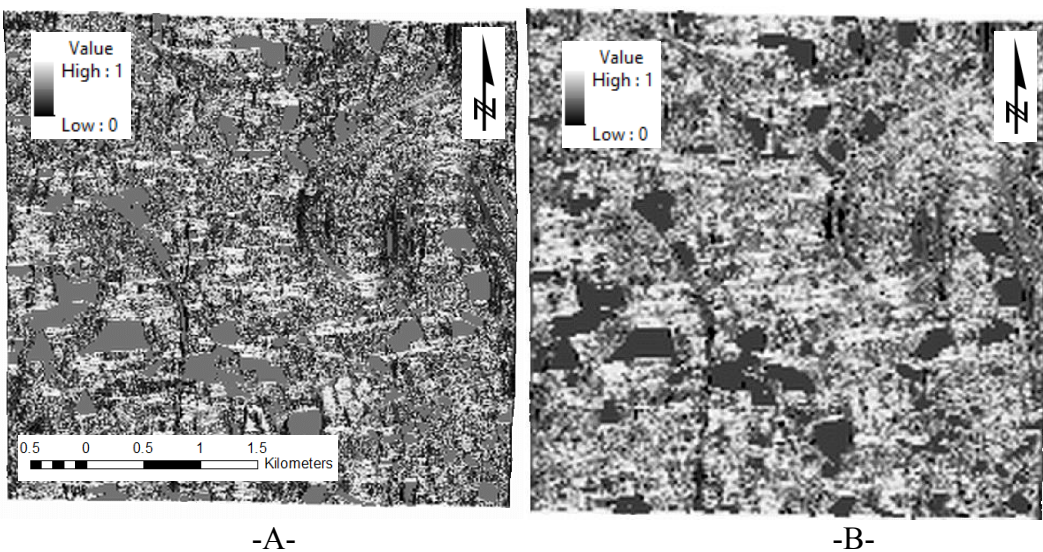 Value
High : 1
Low : 0
N
0.5 0 0.5 1 1.5
Kilometers
-A-
Value
High : 1
Low : 0
N
-B-